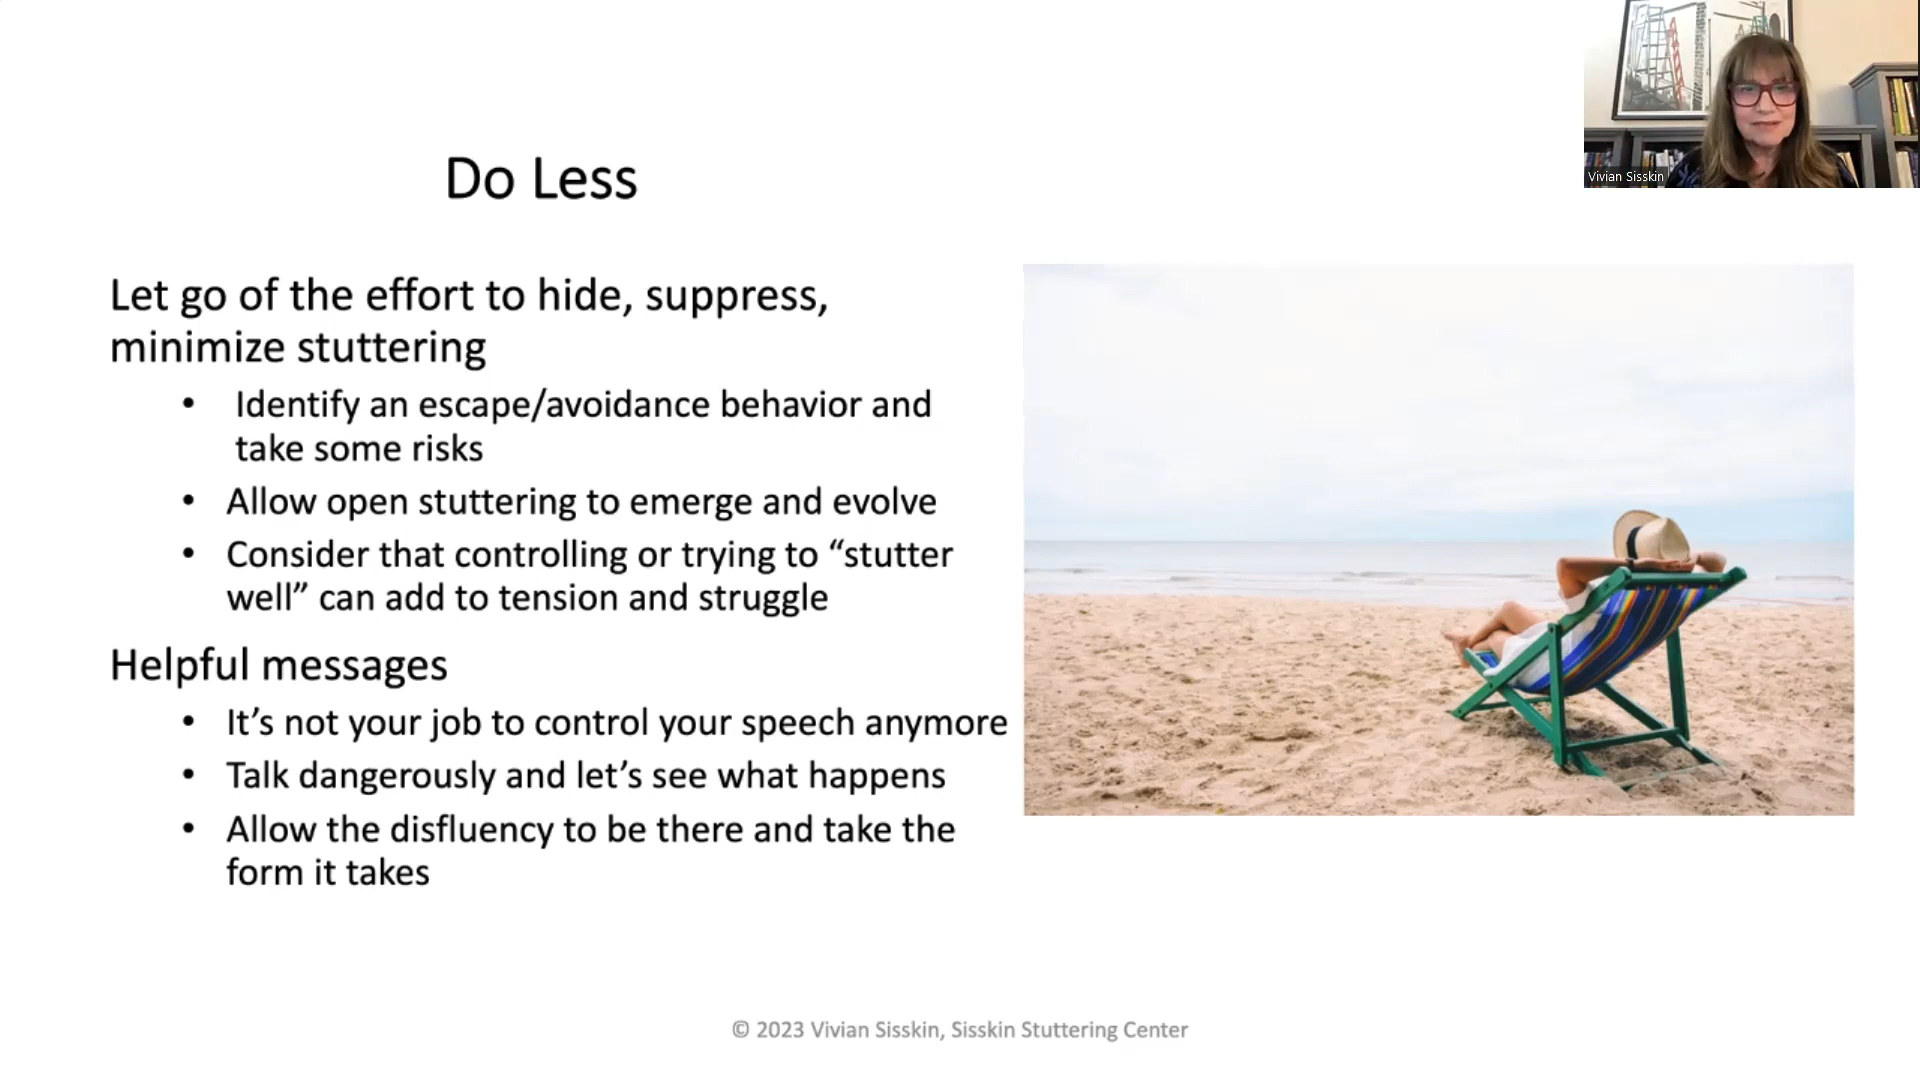 Vivian Sisskin
Do Less
Let go of the effort to hide, suppress,
minimize stuttering
• Identify an escape/avoidance behavior and
take some risks
• Allow open stuttering to emerge and evolve
• Consider that controlling or trying to “stutter
well” can add to tension and struggle
Helpful messages
• It’s not your job to control your speech anymore
• Talk dangerously and let’s see what happens
• Allow the disfluency to be there and take the
form it takes
© 2023 Vivian Sisskin, Sisskin Stuttering Center